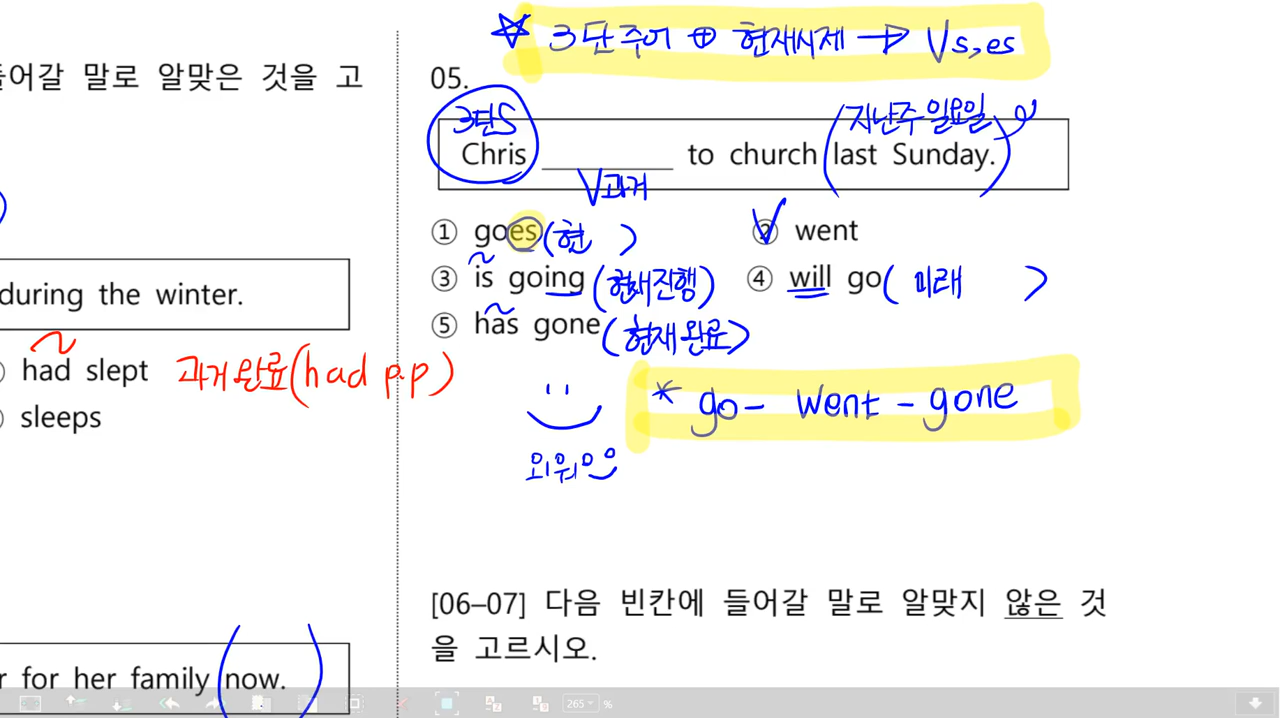 들어갈 말로 알맞은 것을 고
during the winter.
had slept 과거완료(had p.p)
sleeps
r for her family (now.)
☆ 3단주어 ⊕ 현재시제 → Vs,es
05.
3단S (지난주 일요일)
Chris ________ to church (last Sunday.)
V과거
① goes (현 )
② went
③ is going (현재진행)
④ will go (미래 )
⑤ has gone (현재완료)
* go - went - gone
외워
[06–07] 다음 빈칸에 들어갈 말로 알맞지 않은 것
을 고르시오.
265 %